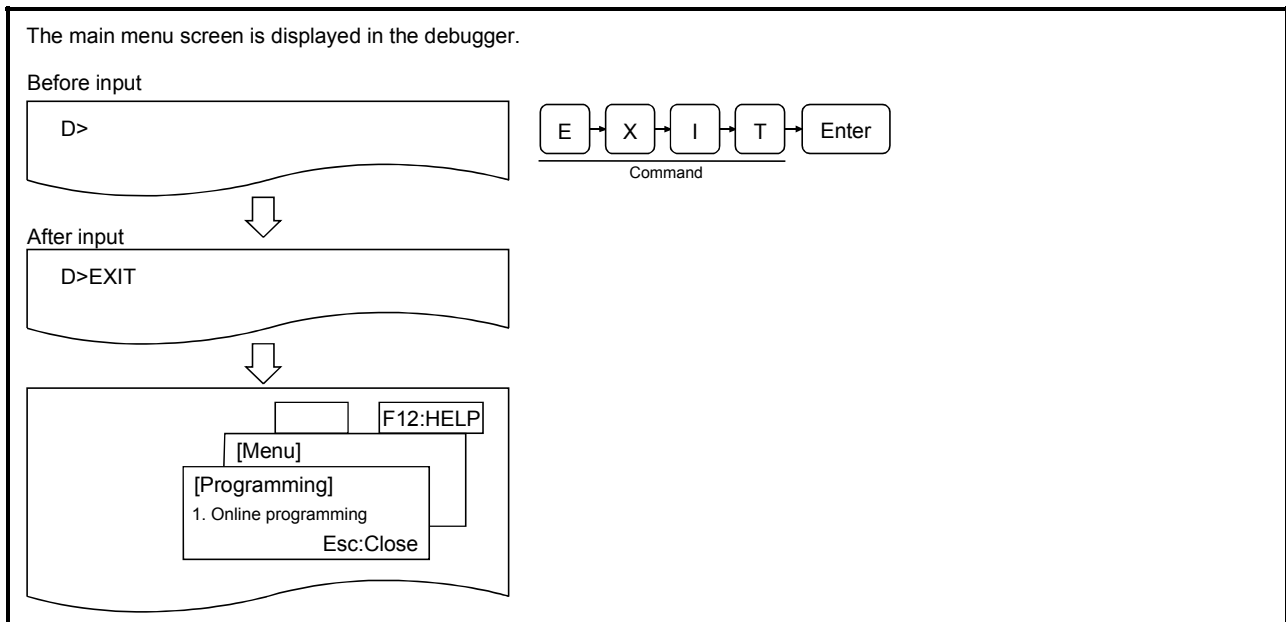 The main menu screen is displayed in the debugger.
Before input
D>
E X I T Enter
Command
After input
D>EXIT
F12:HELP
[Menu]
[Programming]
1. Online programming
Esc:Close